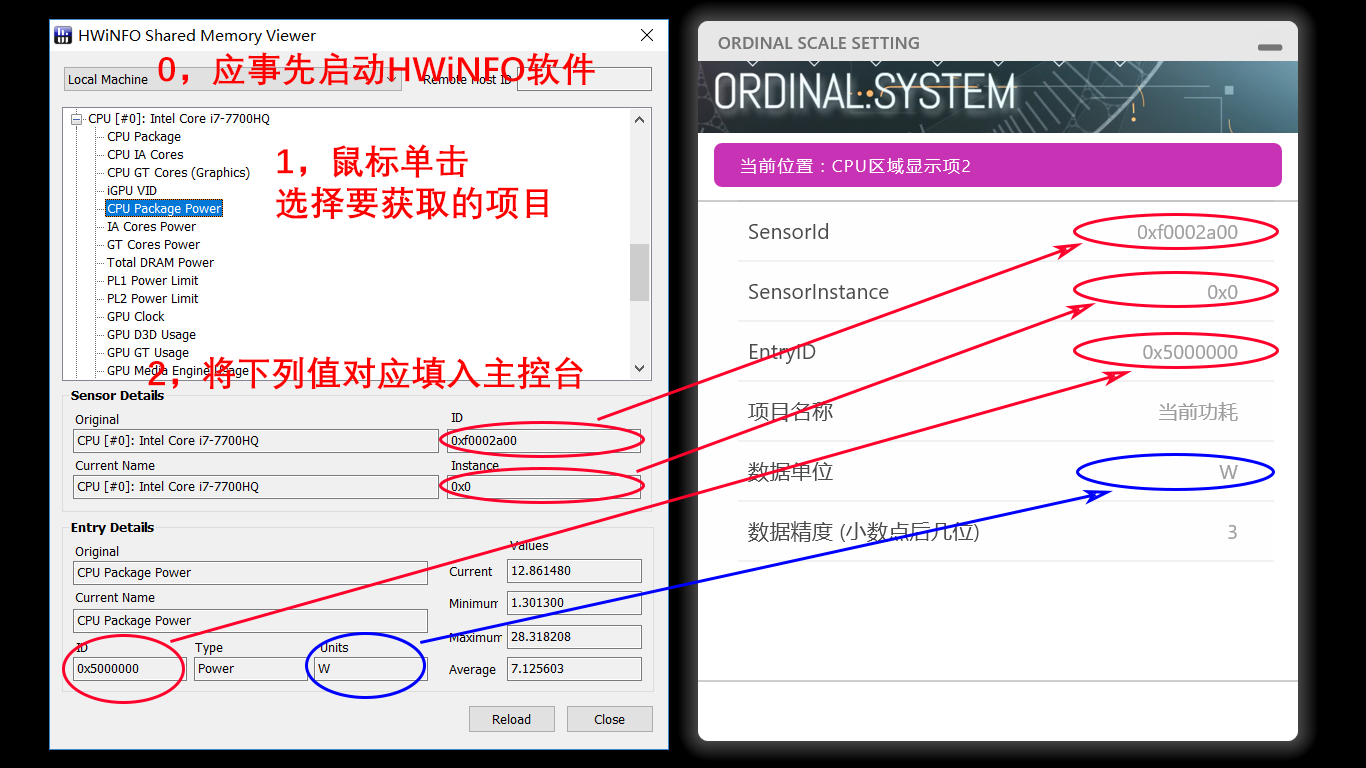 HWiNFO Shared Memory Viewer
Local Machine
Remote Host ID
0，应事先启动HWiNFO软件
CPU [#0]: Intel Core i7-7700HQ
CPU Package
CPU IA Cores
CPU GT Cores (Graphics)
iGPU VID
CPU Package Power
IA Cores Power
GT Cores Power
Total DRAM Power
PL1 Power Limit
PL2 Power Limit
GPU Clock
GPU D3D Usage
GPU GT Usage
GPU Media Engine Usage
1，鼠标单击
选择要获取的项目
2，将下列值对应填入主控台
Sensor Details
Original
ID
CPU [#0]: Intel Core i7-7700HQ
0xf0002a00
Current Name
Instance
CPU [#0]: Intel Core i7-7700HQ
0x0
Entry Details
Original
CPU Package Power
Current Name
CPU Package Power
ID
Type
Units
0x5000000
Power
W
Values
Current
12.861480
Minimum
1.301300
Maximum
28.318208
Average
7.125603
Reload
Close
ORDINAL SCALE SETTING
ORDINAL:SYSTEM
当前位置：CPU区域显示项2
SensorId
0xf0002a00
SensorInstance
0x0
EntryID
0x5000000
项目名称
当前功耗
数据单位
W
数据精度 (小数点后几位)
3